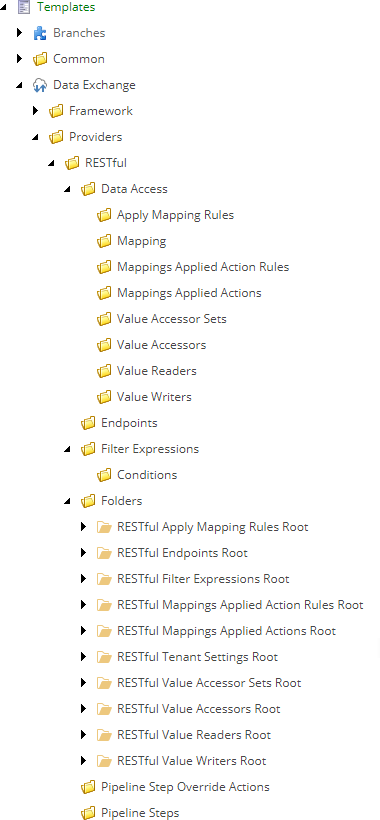 Templates
Branches
Common
Data Exchange
Framework
Providers
RESTful
Data Access
Apply Mapping Rules
Mapping
Mappings Applied Action Rules
Mappings Applied Actions
Value Accessor Sets
Value Accessors
Value Readers
Value Writers
Endpoints
Filter Expressions
Conditions
Folders
RESTful Apply Mapping Rules Root
RESTful Endpoints Root
RESTful Filter Expressions Root
RESTful Mappings Applied Action Rules Root
RESTful Mappings Applied Actions Root
RESTful Tenant Settings Root
RESTful Value Accessor Sets Root
RESTful Value Accessors Root
RESTful Value Readers Root
RESTful Value Writers Root
Pipeline Step Override Actions
Pipeline Steps